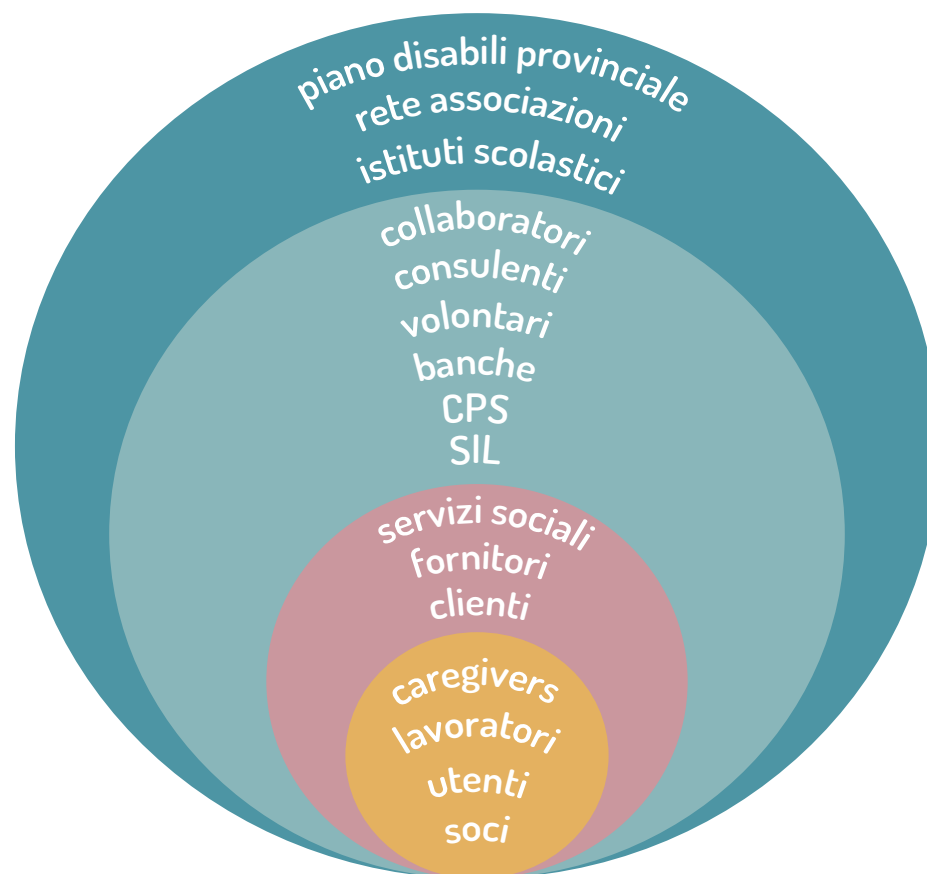 piano disabili provinciale
rete associazioni
istituti scolastici
collaboratori
consulenti
volontari
banche
CPS
SIL
servizi sociali
fornitori
clienti
caregivers
lavoratori
utenti
soci